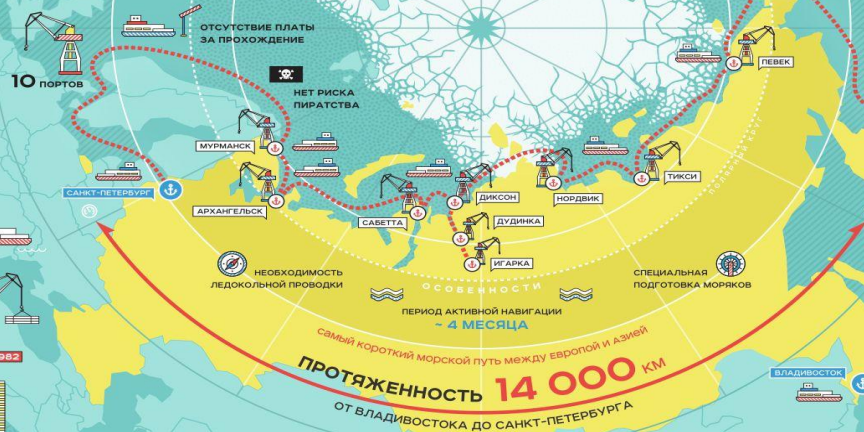 ОТСУТСТВИЕ ПЛАТЫ
ЗА ПРОХОЖДЕНИЕ
10 ПОРТОВ
НЕТ РИСКА
ПИРАТСТВА
ПЕВЕК
МУРМАНСК
САНКТ-ПЕТЕРБУРГ
АРХАНГЕЛЬСК
САБЕТТА
ДИКСОН
НОРДВИК
ТИКСИ
ДУДИНКА
ИГАРКА
НЕОБХОДИМОСТЬ
ЛЕДОКОЛЬНОЙ ПРОВОДКИ
ОСОБЕННОСТИ
СПЕЦИАЛЬНАЯ
ПОДГОТОВКА МОРЯКОВ
ПЕРИОД АКТИВНОЙ НАВИГАЦИИ
~ 4 МЕСЯЦА
самый короткий морской путь между Европой и Азией
ПРОТЯЖЕННОСТЬ 14 000 КМ
ОТ ВЛАДИВОСТОКА ДО САНКТ-ПЕТЕРБУРГА
ВЛАДИВОСТОК
982